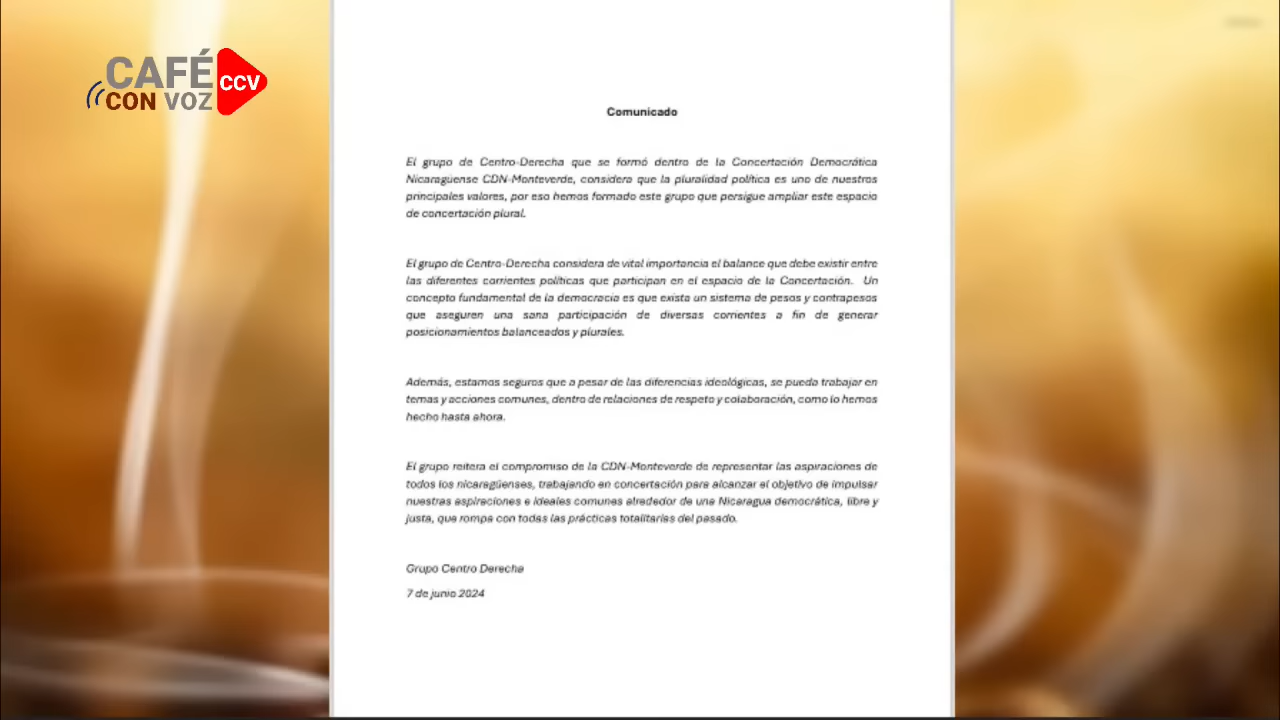 CAFÉ
CON VOZ
CCV
Comunicado
El grupo de Centro-Derecha que se formó dentro de la Concertación Democrática
Nicaragüense CDN-Monteverde, considera que la pluralidad política es uno de nuestros
principales valores, por eso hemos formado este grupo que persigue ampliar este espacio
de concertación plural.
El grupo de Centro-Derecha considera de vital importancia el balance que debe existir entre
las diferentes corrientes políticas que participan en el espacio de la Concertación. Un
concepto fundamental de la democracia es que exista un sistema de pesos y contrapesos
que aseguren una sana participación de diversas corrientes a fin de generar
posicionamientos balanceados y plurales.
Además, estamos seguros que a pesar de las diferencias ideológicas, se pueda trabajar en
temas y acciones comunes, dentro de relaciones de respeto y colaboración, como lo hemos
hecho hasta ahora.
El grupo reitera el compromiso de la CDN-Monteverde de representar las aspiraciones de
todos los nicaragüenses, trabajando en concertación para alcanzar el objetivo de impulsar
nuestras aspiraciones e ideales comunes alrededor de una Nicaragua democrática, libre y
justa, que rompa con todas las prácticas totalitarias del pasado.
Grupo Centro Derecha
7 de junio 2024